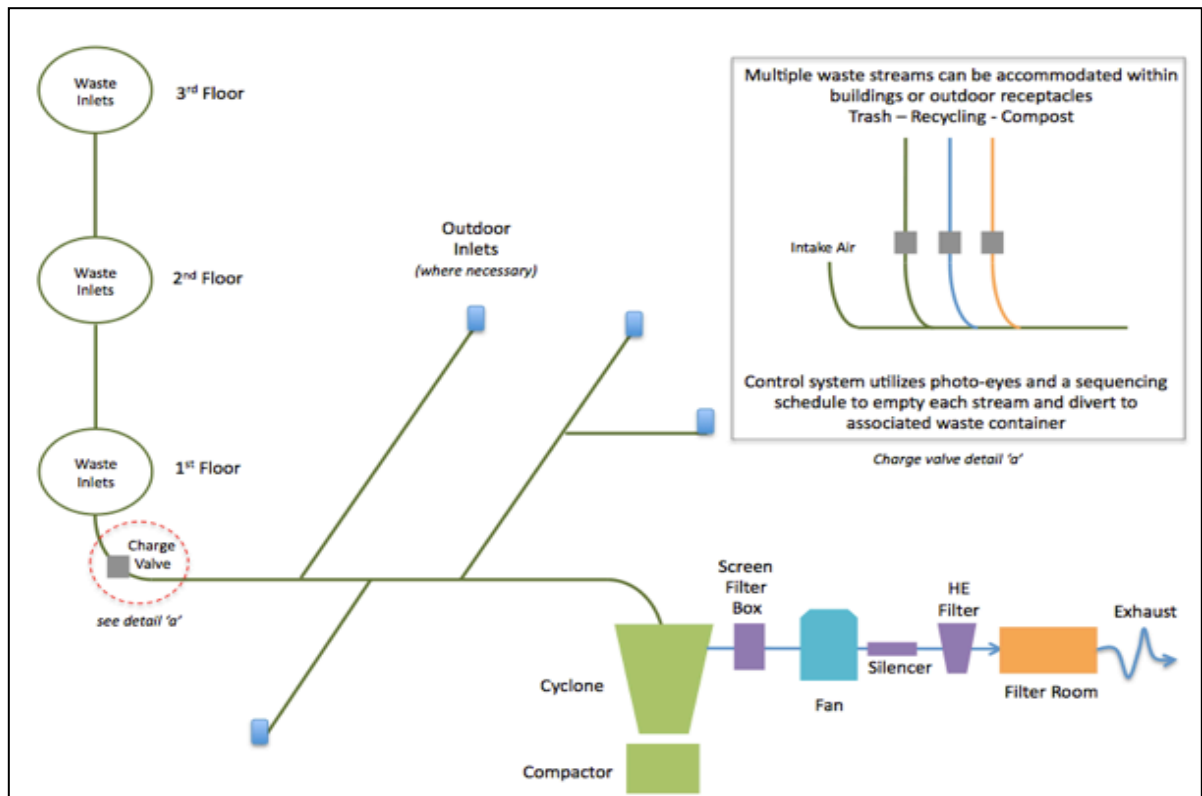 Waste
Inlets
3rd Floor
Waste
Inlets
2nd Floor
Waste
Inlets
1st Floor
Charge
Valve
see detail 'a'
Outdoor
Inlets
(where necessary)
Multiple waste streams can be accommodated within
buildings or outdoor receptacles
Trash – Recycling - Compost
Intake Air
Control system utilizes photo-eyes and a sequencing
schedule to empty each stream and divert to
associated waste container
Charge valve detail 'a'
Cyclone
Compactor
Screen
Filter
Box
Fan
Silencer
HE
Filter
Filter Room
Exhaust